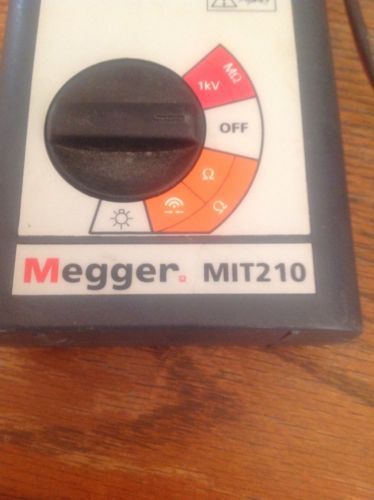 MΩ
1kV
OFF
Ω
Ω
Megger. MIT210